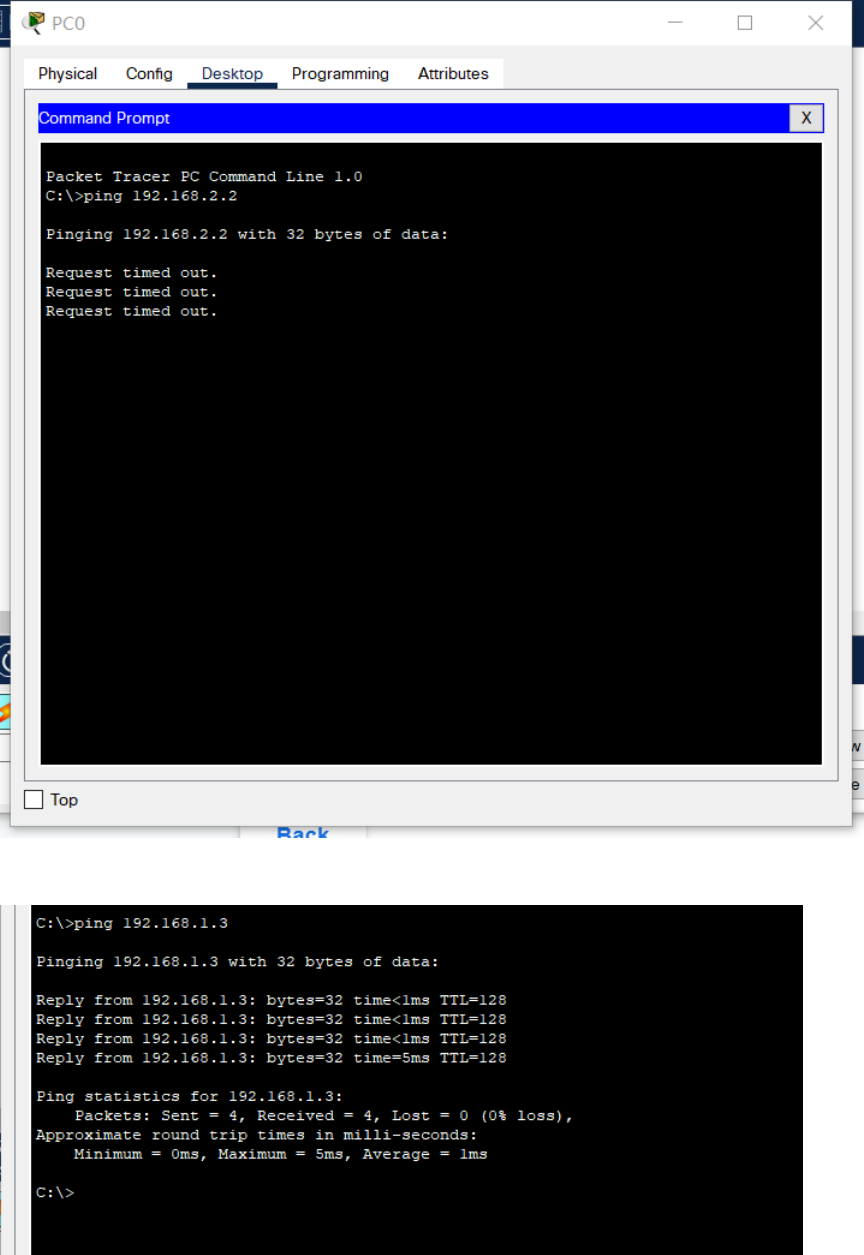 PC0
Physical Config Desktop Programming Attributes
Command Prompt X
Packet Tracer PC Command Line 1.0
C:\>ping 192.168.2.2
Pinging 192.168.2.2 with 32 bytes of data:
Request timed out.
Request timed out.
Request timed out.
Top
Back
C:\>ping 192.168.1.3
Pinging 192.168.1.3 with 32 bytes of data:
Reply from 192.168.1.3: bytes=32 time<1ms TTL=128
Reply from 192.168.1.3: bytes=32 time<1ms TTL=128
Reply from 192.168.1.3: bytes=32 time<1ms TTL=128
Reply from 192.168.1.3: bytes=32 time=5ms TTL=128
Ping statistics for 192.168.1.3:
Packets: Sent = 4, Received = 4, Lost = 0 (0% loss),
Approximate round trip times in milli-seconds:
Minimum = 0ms, Maximum = 5ms, Average = 1ms
C:\>